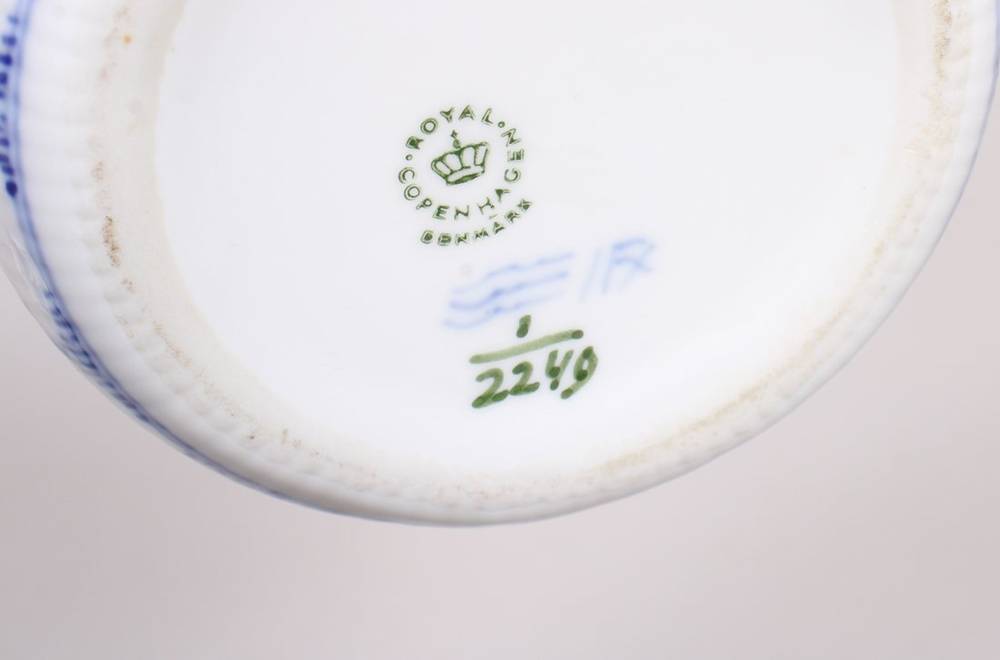 ROYAL COPENHAGEN
DENMARK
1
2249